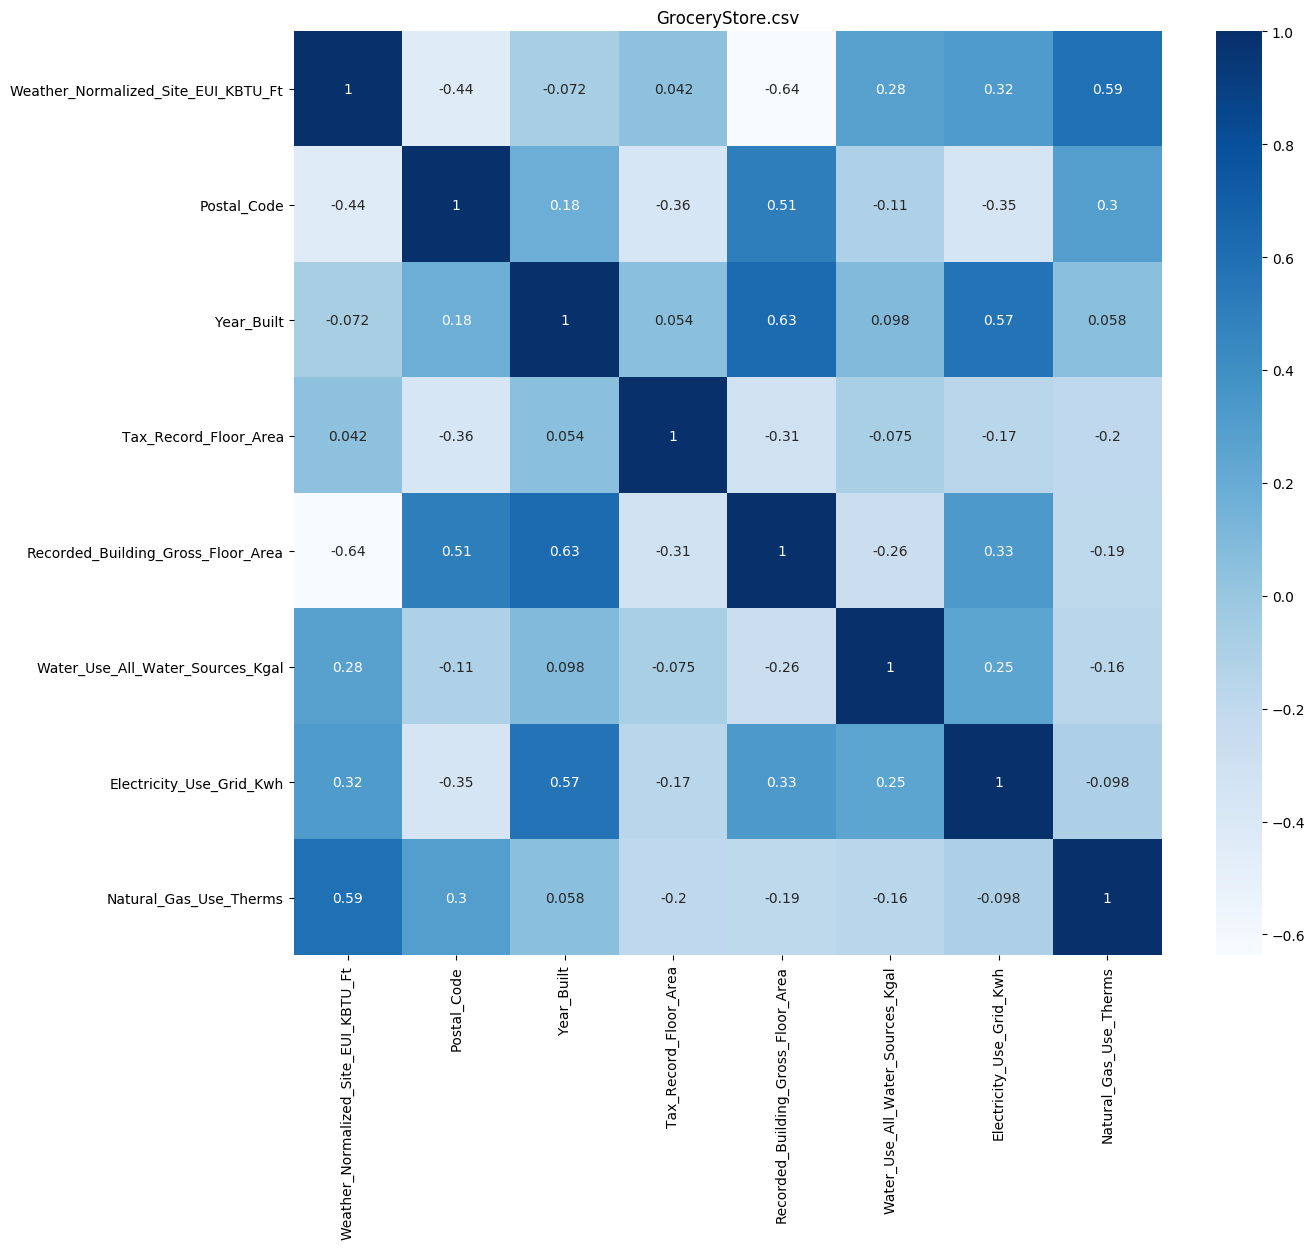 GroceryStore.csv
Weather_Normalized_Site_EUI_KBTU_Ft 1 -0.44 -0.072 0.042 -0.64 0.28 0.32 0.59
Postal_Code -0.44 1 0.18 -0.36 0.51 -0.11 -0.35 0.3
Year_Built -0.072 0.18 1 0.054 0.63 0.098 0.57 0.058
Tax_Record_Floor_Area 0.042 -0.36 0.054 1 -0.31 -0.075 -0.17 -0.2
Recorded_Building_Gross_Floor_Area -0.64 0.51 0.63 -0.31 1 -0.26 0.33 -0.19
Water_Use_All_Water_Sources_Kgal 0.28 -0.11 0.098 -0.075 -0.26 1 0.25 -0.16
Electricity_Use_Grid_Kwh 0.32 -0.35 0.57 -0.17 0.33 0.25 1 -0.098
Natural_Gas_Use_Therms 0.59 0.3 0.058 -0.2 -0.19 -0.16 -0.098 1
Weather_Normalized_Site_EUI_KBTU_Ft
Postal_Code
Year_Built
Tax_Record_Floor_Area
Recorded_Building_Gross_Floor_Area
Water_Use_All_Water_Sources_Kgal
Electricity_Use_Grid_Kwh
Natural_Gas_Use_Therms
1.0
0.8
0.6
0.4
0.2
0.0
−0.2
−0.4
−0.6